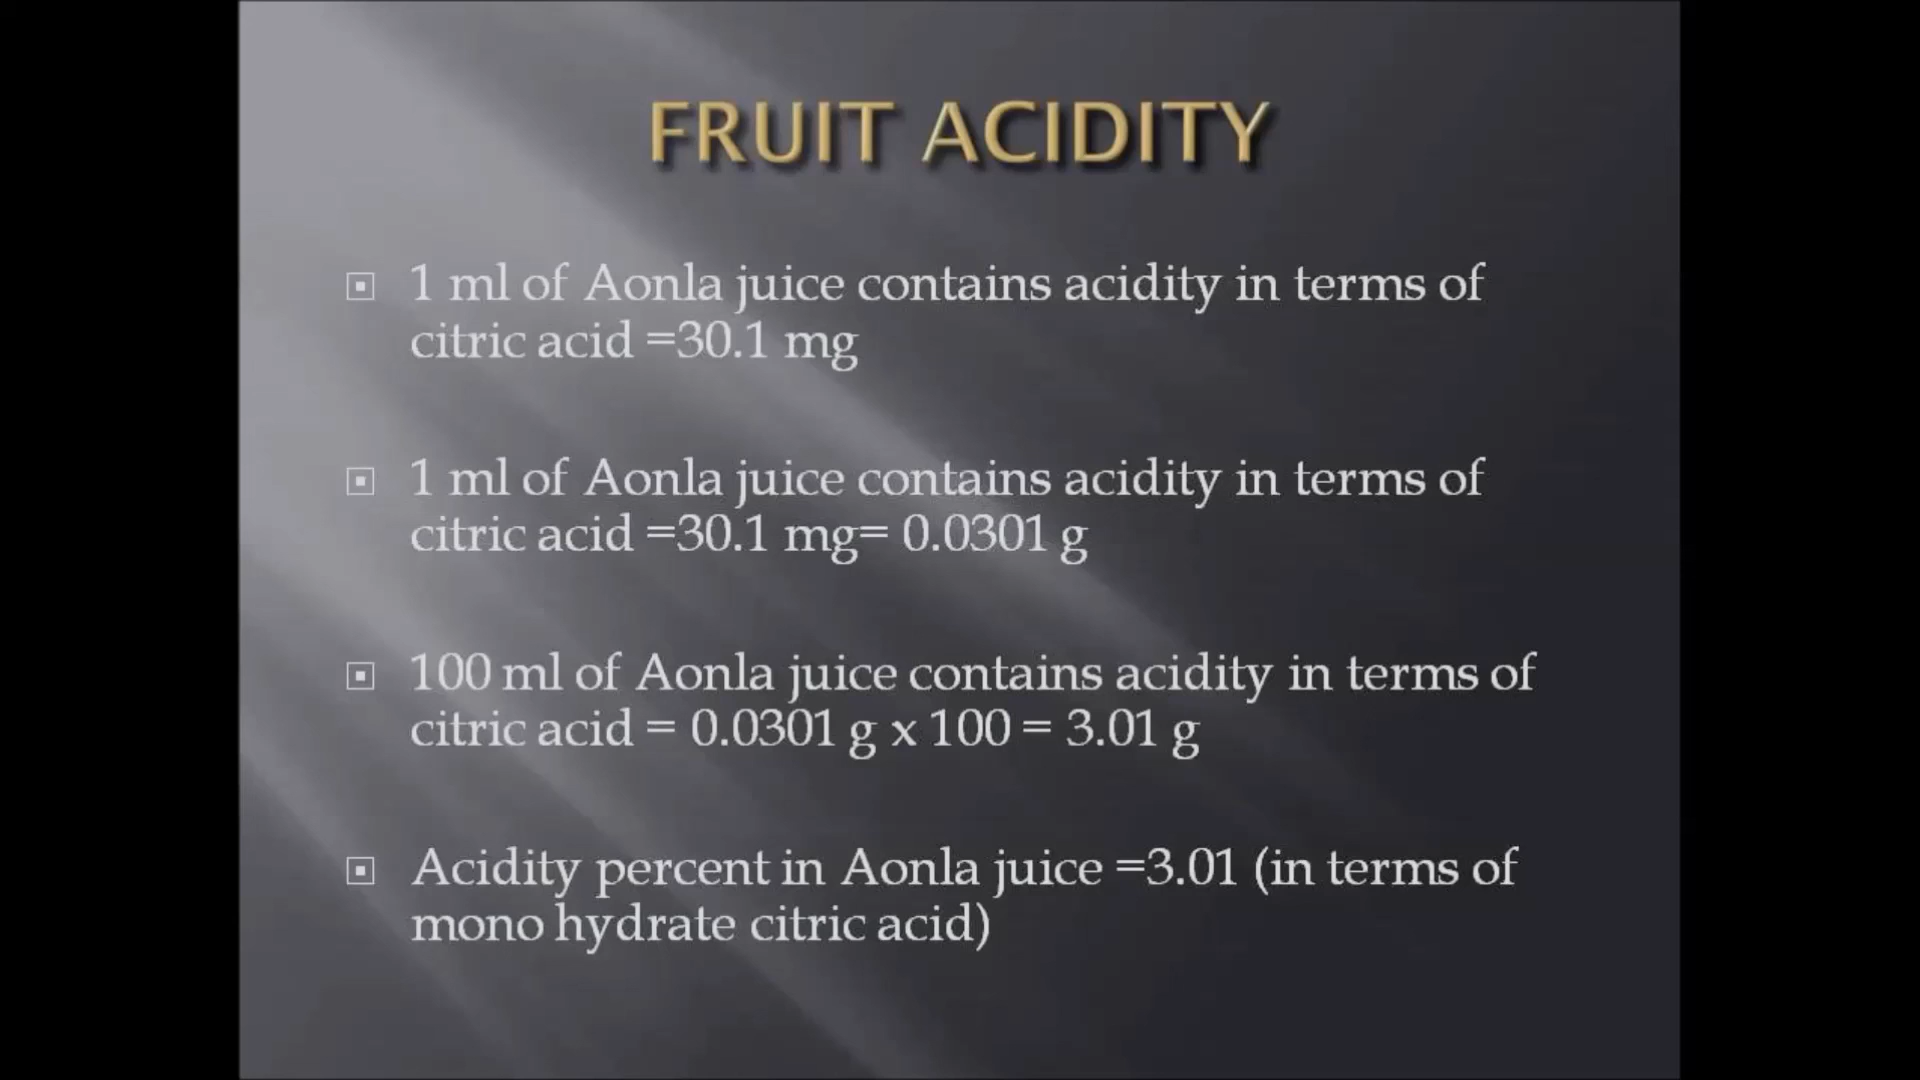 FRUIT ACIDITY
1 ml of Aonla juice contains acidity in terms of
citric acid =30.1 mg
1 ml of Aonla juice contains acidity in terms of
citric acid =30.1 mg= 0.0301 g
100 ml of Aonla juice contains acidity in terms of
citric acid = 0.0301 g x 100 = 3.01 g
Acidity percent in Aonla juice =3.01 (in terms of
mono hydrate citric acid)